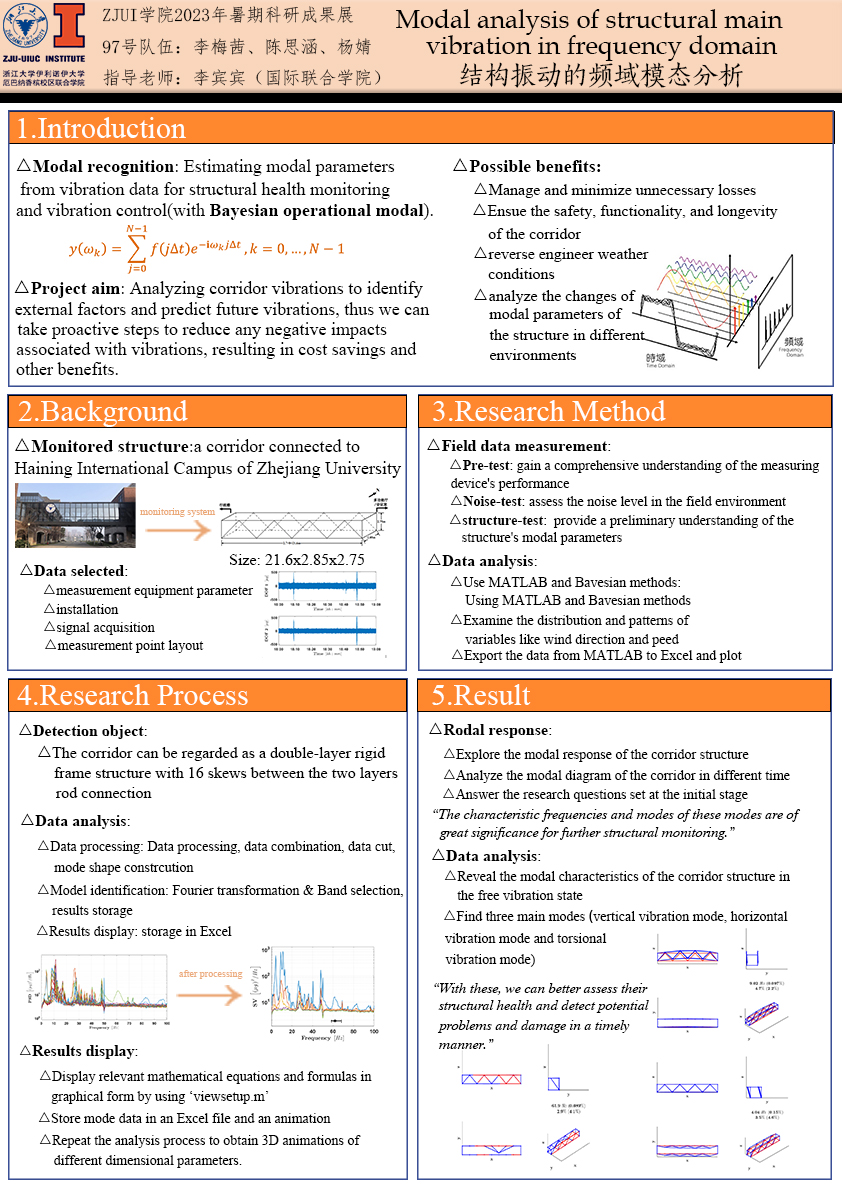 ZJU-UIUC INSTITUTE
浙江大学伊利诺伊大学
厄巴纳香槟校区联合学院
ZJUI学院2023年暑期科研成果展
97号队伍：李梅茜、陈思涵、杨婧
指导老师：李宾宾（国际联合学院）
Modal analysis of structural main
vibration in frequency domain
结构振动的频域模态分析
1.Introduction
△Modal recognition: Estimating modal parameters
from vibration data for structural health monitoring
and vibration control(with Bayesian operational modal).
y(ωₖ) = ∑_{j=0}^{N−1} f(jΔt)e^{−iωₖjΔt}, k = 0, … , N − 1
△Project aim: Analyzing corridor vibrations to identify
external factors and predict future vibrations, thus we can
take proactive steps to reduce any negative impacts
associated with vibrations, resulting in cost savings and
other benefits.
△Possible benefits:
△Manage and minimize unnecessary losses
△Ensue the safety, functionality, and longevity
of the corridor
△reverse engineer weather
conditions
△analyze the changes of
modal parameters of
the structure in different
environments
時域
Time Domain
頻域
Frequency
Domain
2.Background
△Monitored structure:a corridor connected to
Haining International Campus of Zhejiang University
monitoring system
Size: 21.6x2.85x2.75
△Data selected:
△measurement equipment parameter
△installation
△signal acquisition
△measurement point layout
3.Research Method
△Field data measurement:
△Pre-test: gain a comprehensive understanding of the measuring
device's performance
△Noise-test: assess the noise level in the field environment
△structure-test: provide a preliminary understanding of the
structure's modal parameters
△Data analysis:
△Use MATLAB and Bavesian methods:
Using MATLAB and Bavesian methods
△Examine the distribution and patterns of
variables like wind direction and peed
△Export the data from MATLAB to Excel and plot
4.Research Process
△Detection object:
△The corridor can be regarded as a double-layer rigid
frame structure with 16 skews between the two layers
rod connection
△Data analysis:
△Data processing: Data processing, data combination, data cut,
mode shape constrcution
△Model identification: Fourier transformation & Band selection,
results storage
△Results display: storage in Excel
after processing
Frequency [Hz]
0 20 40 60 80 100
Frequency [Hz]
△Results display:
△Display relevant mathematical equations and formulas in
graphical form by using ‘viewsetup.m’
△Store mode data in an Excel file and an animation
△Repeat the analysis process to obtain 3D animations of
different dimensional parameters.
5.Result
△Rodal response:
△Explore the modal response of the corridor structure
△Analyze the modal diagram of the corridor in different time
△Answer the research questions set at the initial stage
“The characteristic frequencies and modes of these modes are of
great significance for further structural monitoring.”
△Data analysis:
△Reveal the modal characteristics of the corridor structure in
the free vibration state
△Find three main modes (vertical vibration mode, horizontal
vibration mode and torsional
vibration mode)
“With these, we can better assess their
structural health and detect potential
problems and damage in a timely
manner.”